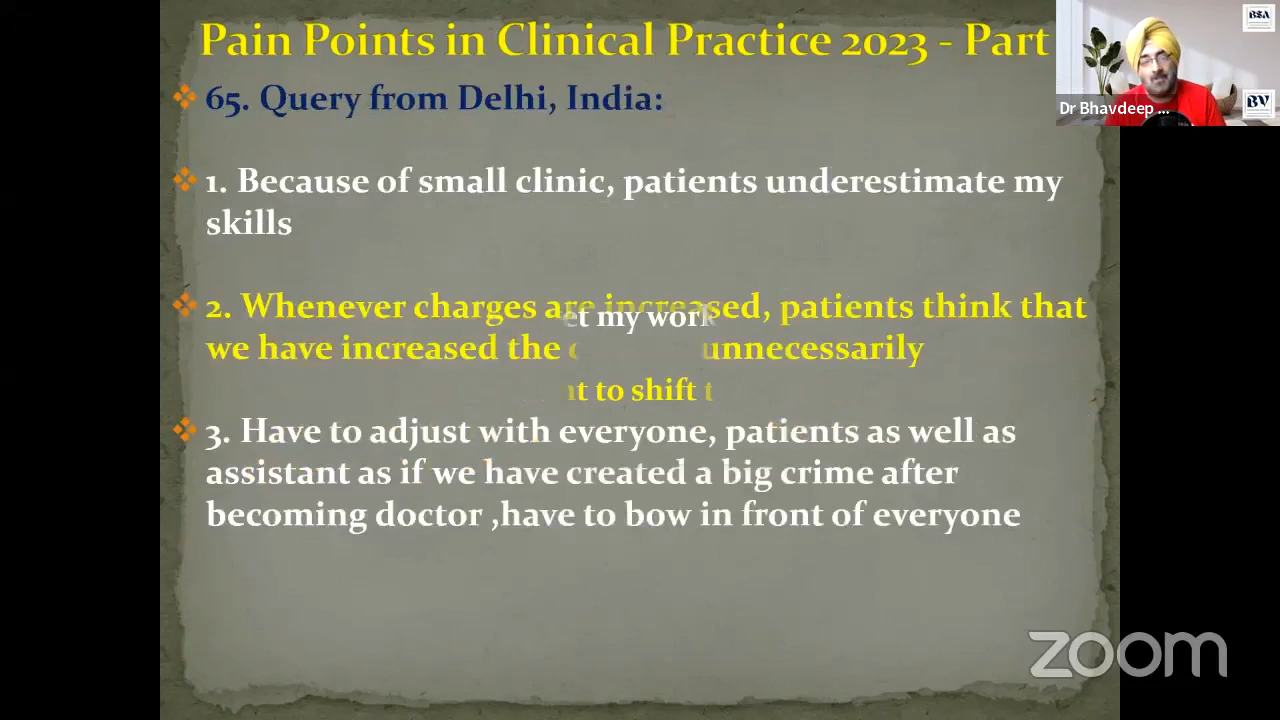 Pain Points in Clinical Practice 2023 - Part
BSA
65. Query from Delhi, India:
BV
Dr Bhavdeep ...
1. Because of small clinic, patients underestimate my
skills
2. Whenever charges are increased, patients think that
et my work
we have increased the unnecessarily
t to shift t
3. Have to adjust with everyone, patients as well as
assistant as if we have created a big crime after
becoming doctor ,have to bow in front of everyone
zoom